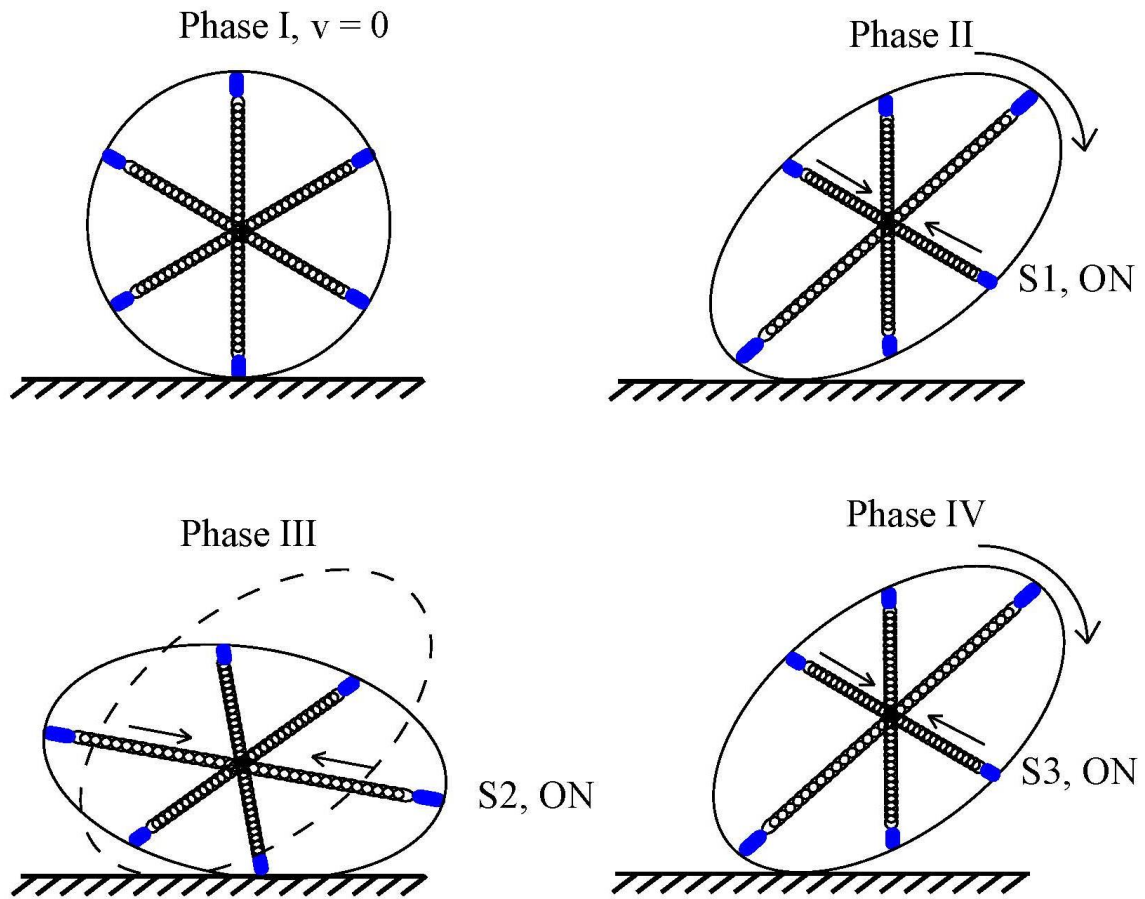 Phase I, v = 0
Phase II
S1, ON
Phase III
S2, ON
Phase IV
S3, ON